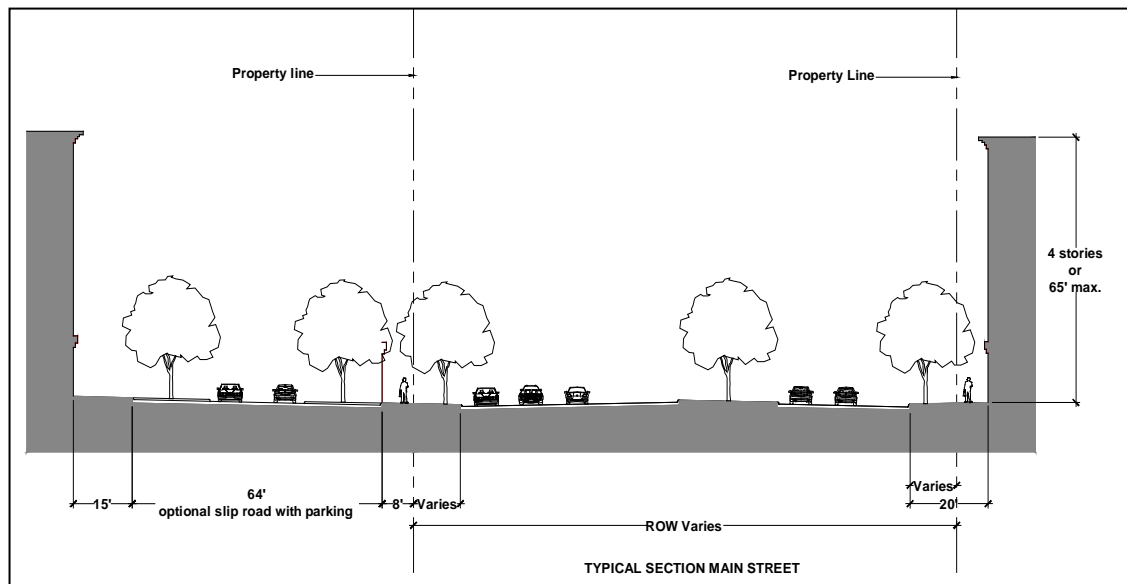 Property line
Property Line
4 stories
or
65' max.
15'
64'
optional slip road with parking
8'
Varies
Varies
20'
ROW Varies
TYPICAL SECTION MAIN STREET